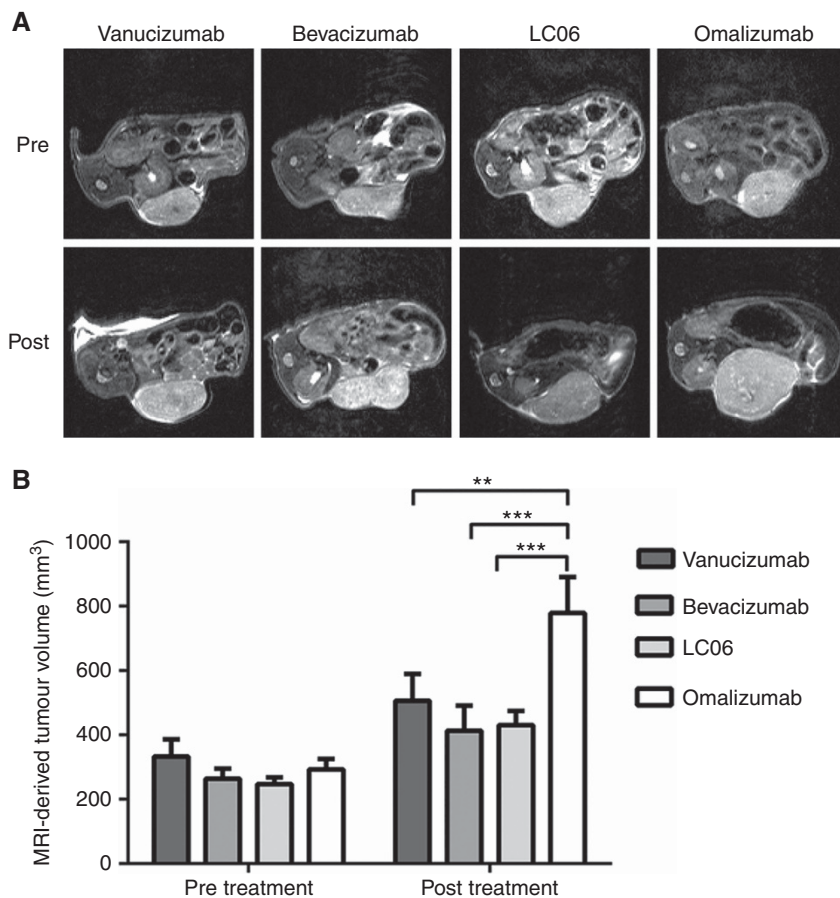 A
Vanucizumab Bevacizumab LC06 Omalizumab
Pre
Post
B
**
***
***
MRI-derived tumour volume (mm³)
1000
800
600
400
200
0
Pre treatment Post treatment
Vanucizumab
Bevacizumab
LC06
Omalizumab